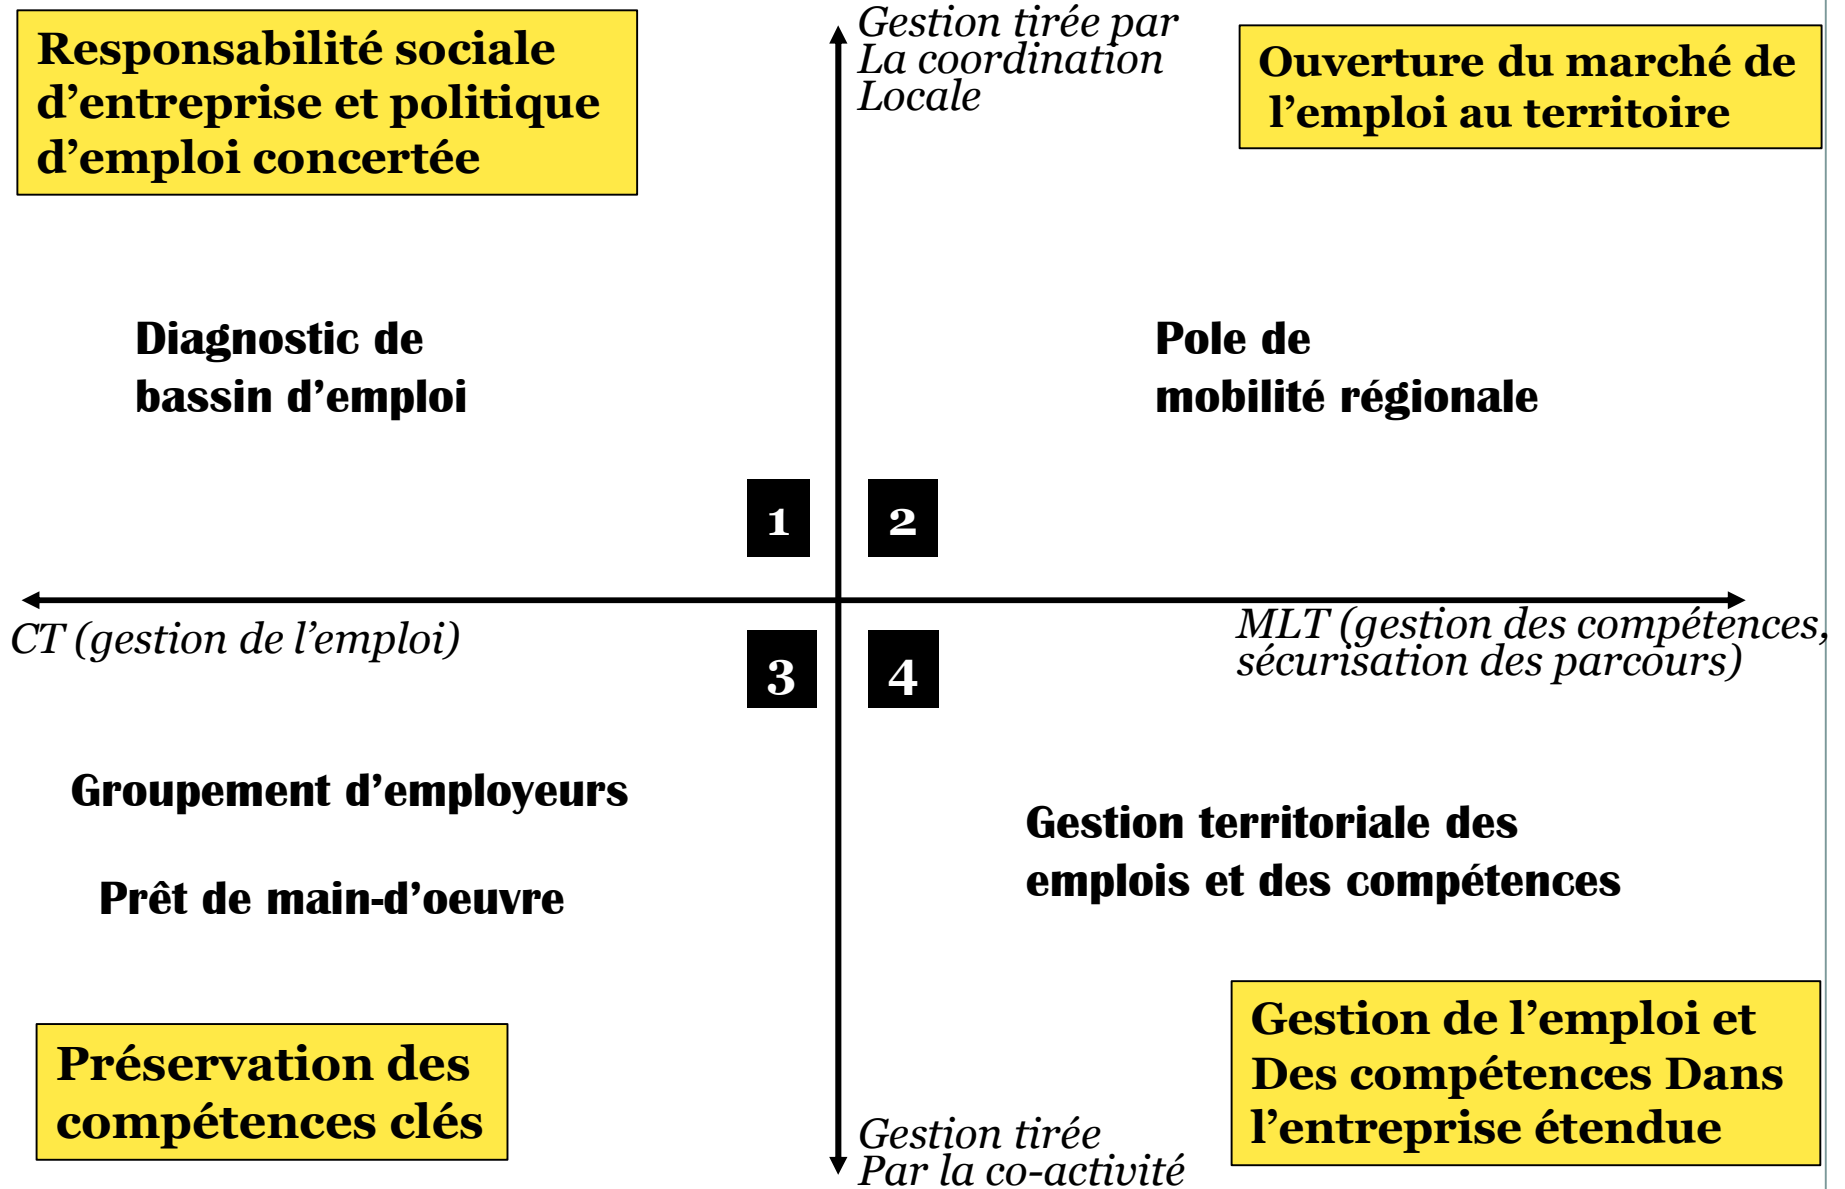 Responsabilité sociale
d’entreprise et politique
d’emploi concertée
Gestion tirée par
La coordination
Locale
Ouverture du marché de
l’emploi au territoire
Diagnostic de
bassin d’emploi
Pole de
mobilité régionale
1
2
CT (gestion de l’emploi)
MLT (gestion des compétences,
sécurisation des parcours)
3
4
Groupement d’employeurs
Prêt de main-d’oeuvre
Gestion territoriale des
emplois et des compétences
Préservation des
compétences clés
Gestion tirée
Par la co-activité
Gestion de l’emploi et
Des compétences Dans
l’entreprise étendue